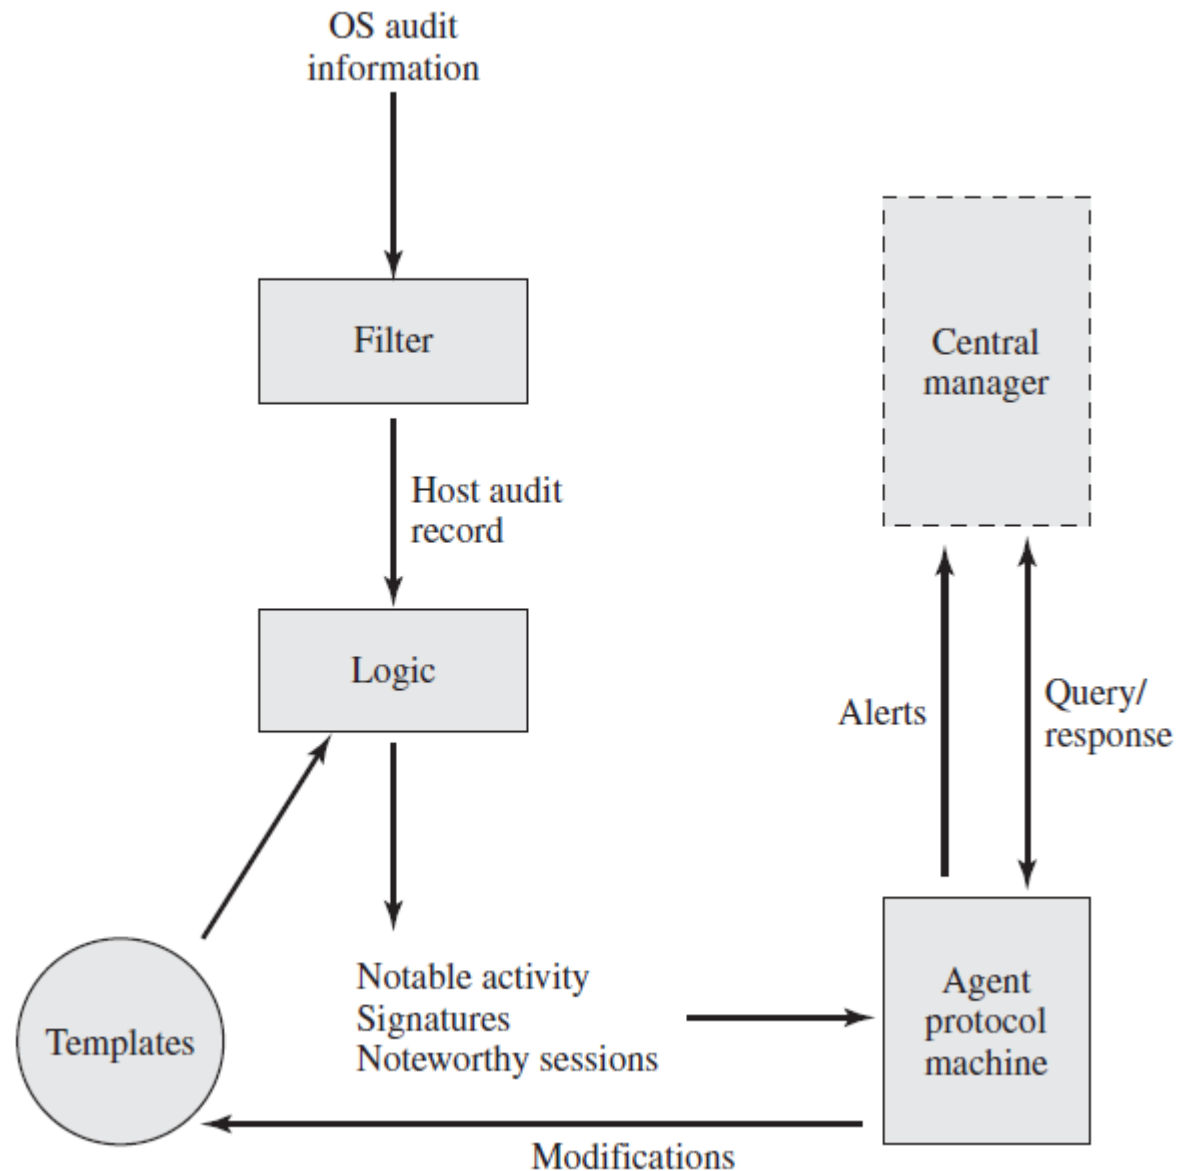 OS audit
information
Filter
Central
manager
Host audit
record
Logic
Alerts
Query/
response
Notable activity
Signatures
Noteworthy sessions
Agent
protocol
machine
Templates
Modifications